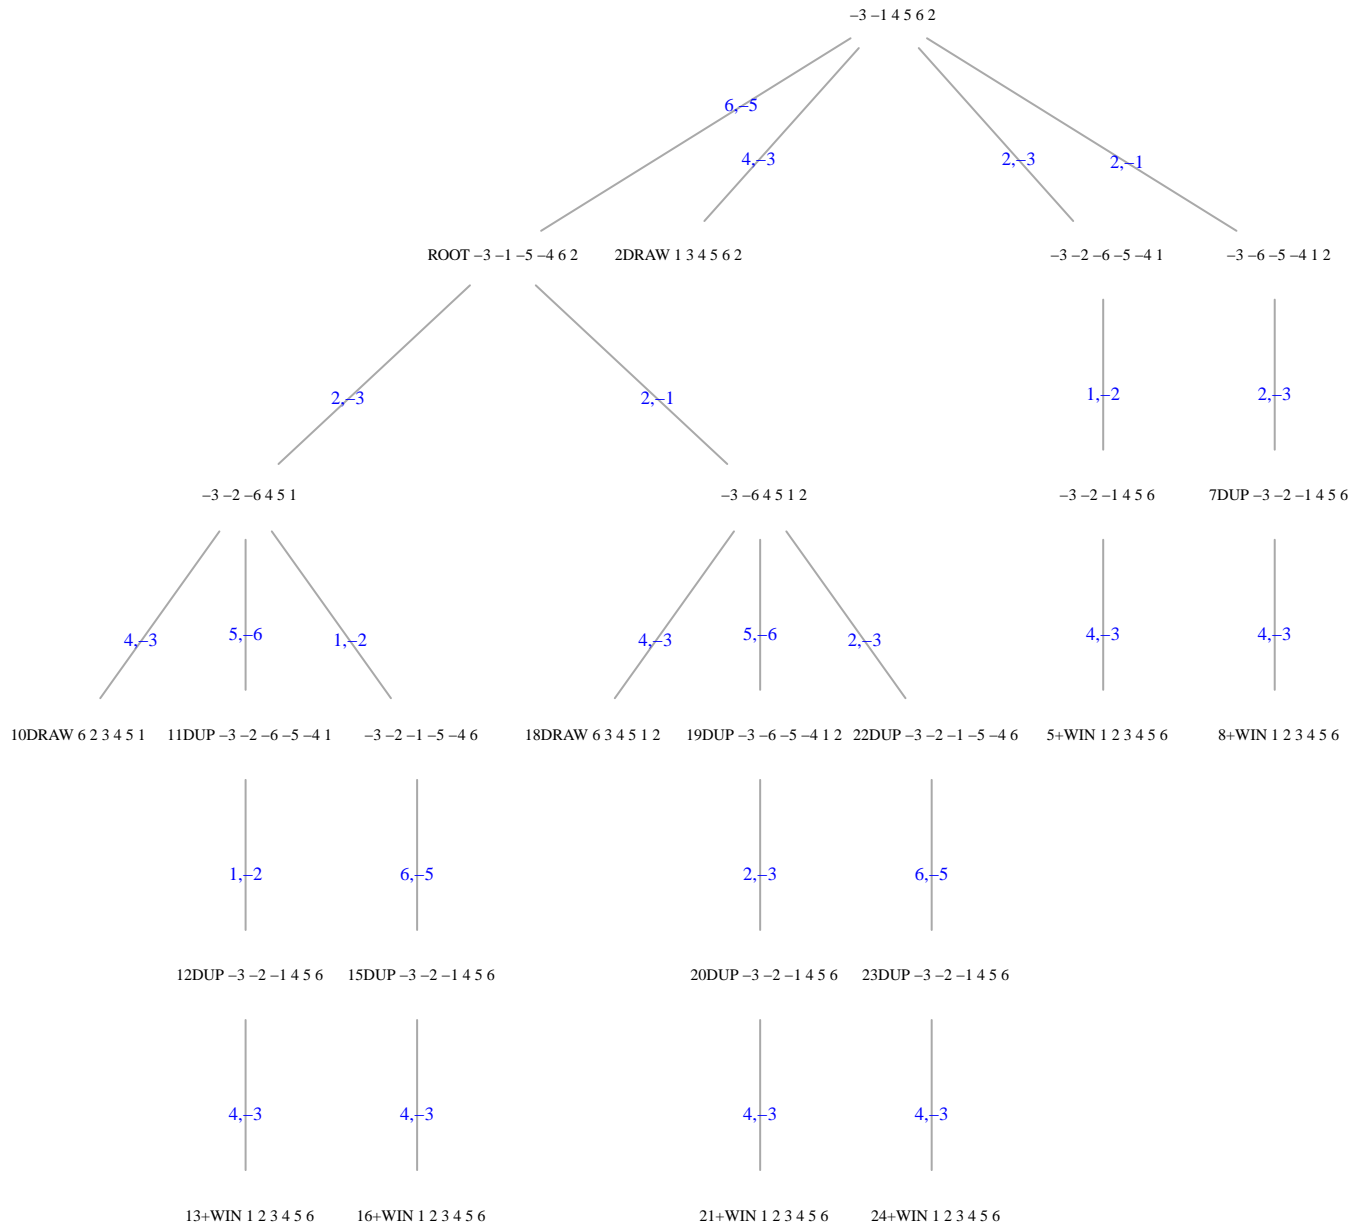 −3 −1 4 5 6 2
6,−5
4,−3
2,−3
2,−1
ROOT −3 −1 −5 −4 6 2
2DRAW 1 3 4 5 6 2
−3 −2 −6 −5 −4 1
−3 −6 −5 −4 1 2
2,−3
2,−1
1,−2
2,−3
−3 −2 −6 4 5 1
−3 −6 4 5 1 2
−3 −2 −1 4 5 6
7DUP −3 −2 −1 4 5 6
4,−3
5,−6
1,−2
4,−3
5,−6
2,−3
4,−3
4,−3
10DRAW 6 2 3 4 5 1
11DUP −3 −2 −6 −5 −4 1
−3 −2 −1 −5 −4 6
18DRAW 6 3 4 5 1 2
19DUP −3 −6 −5 −4 1 2
22DUP −3 −2 −1 −5 −4 6
5+WIN 1 2 3 4 5 6
8+WIN 1 2 3 4 5 6
1,−2
6,−5
2,−3
6,−5
12DUP −3 −2 −1 4 5 6
15DUP −3 −2 −1 4 5 6
20DUP −3 −2 −1 4 5 6
23DUP −3 −2 −1 4 5 6
4,−3
4,−3
4,−3
4,−3
13+WIN 1 2 3 4 5 6
16+WIN 1 2 3 4 5 6
21+WIN 1 2 3 4 5 6
24+WIN 1 2 3 4 5 6